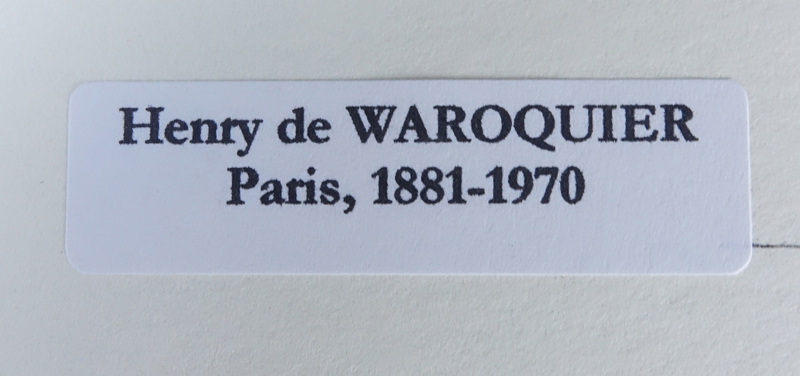 Henry de WAROQUIER
Paris, 1881-1970